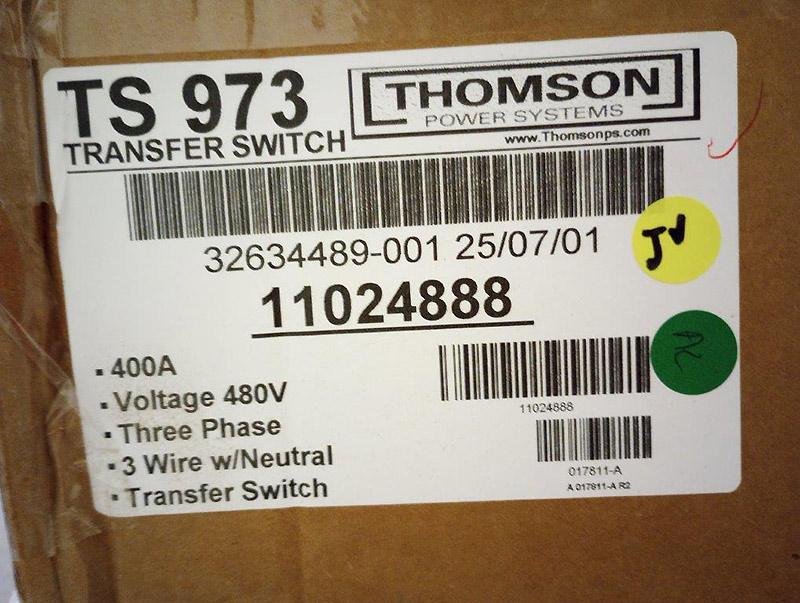 TS 973
TRANSFER SWITCH
THOMSON
POWER SYSTEMS
www.Thomsonps.com
32634489-001 25/07/01
11024888
JV
▪ 400A
▪ Voltage 480V
▪ Three Phase
▪ 3 Wire w/Neutral
▪ Transfer Switch
11024888
017811-A
A 017811-A R2